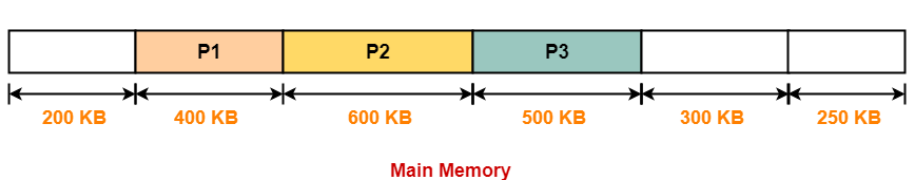 P1 P2 P3
200 KB 400 KB 600 KB 500 KB 300 KB 250 KB
Main Memory